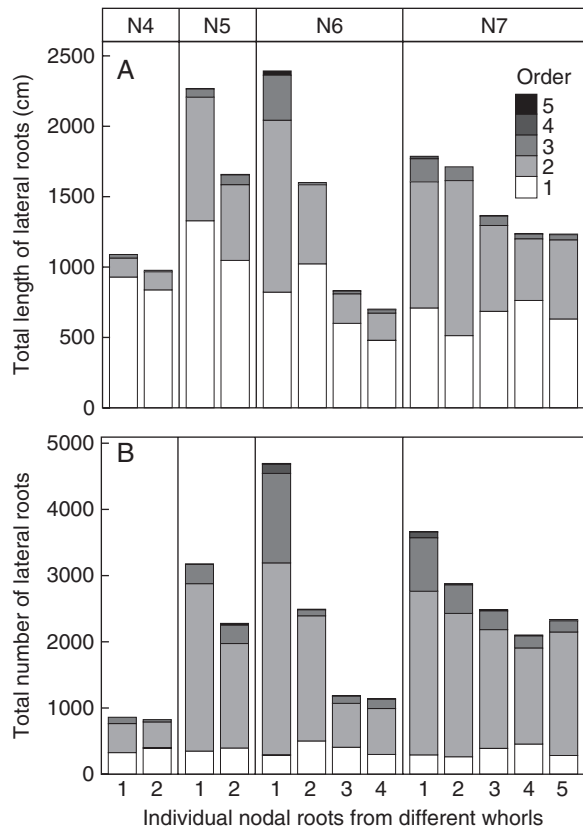 N4 N5 N6 N7
A
Total length of lateral roots (cm)
2500
2000
1500
1000
500
0
Order
5
4
3
2
1
B
Total number of lateral roots
5000
4000
3000
2000
1000
0
1 2 1 2 1 2 3 4 1 2 3 4 5
Individual nodal roots from different whorls